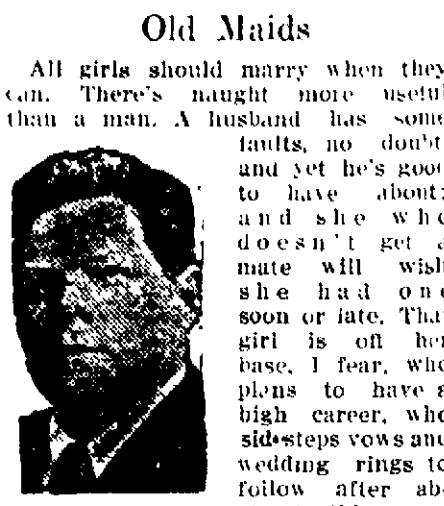 Old Maids
All girls should marry when they
can. There's naught more useful
than a man. A husband has some
faults, no doubt,
and yet he's good
to have about;
and she who
doesn't get a
mate will wish
she had one
soon or late. That
girl is off her
base, I fear, who
plans to have a
high career, who
sidesteps vows and
wedding rings to
follow after ab-